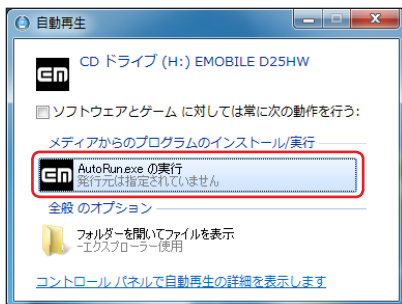 自動再生
CD ドライブ (H:) EMOBILE D25HW
ソフトウェアとゲーム に対しては常に次の動作を行う:
メディアからのプログラムのインストール/実行
AutoRun.exe の実行
発行元は指定されていません
全般 のオプション
フォルダーを開いてファイルを表示
-エクスプローラー使用
コントロール パネルで自動再生の詳細を表示します